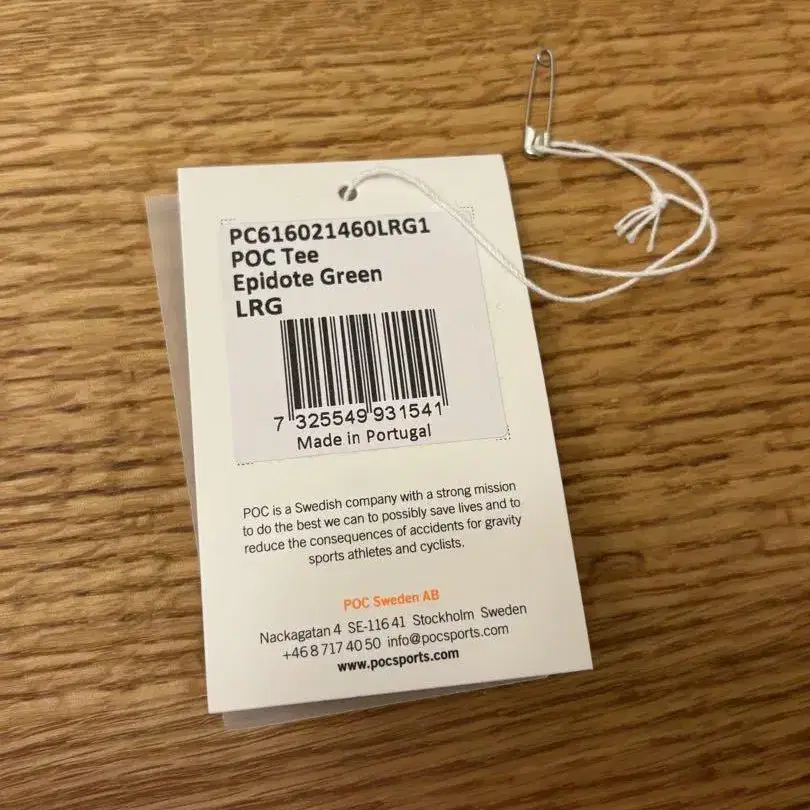 PC616021460LRG1
POC Tee
Epidote Green
LRG
7 325549 931541
Made in Portugal
POC is a Swedish company with a strong mission
to do the best we can to possibly save lives and to
reduce the consequences of accidents for gravity
sports athletes and cyclists.
POC Sweden AB
Nackagatan 4 SE-116 41 Stockholm Sweden
+46 8 717 40 50 info@pocsports.com
www.pocsports.com